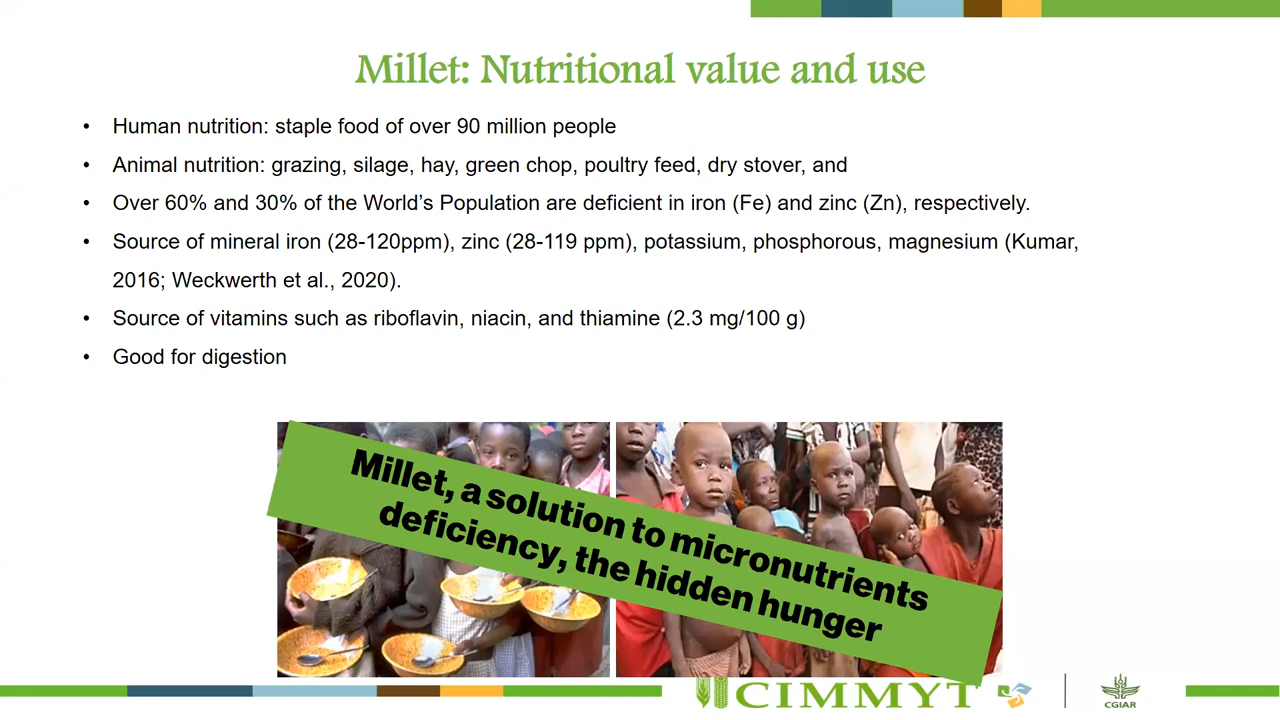 Millet: Nutritional value and use
• Human nutrition: staple food of over 90 million people
• Animal nutrition: grazing, silage, hay, green chop, poultry feed, dry stover, and
• Over 60% and 30% of the World’s Population are deficient in iron (Fe) and zinc (Zn), respectively.
• Source of mineral iron (28-120ppm), zinc (28-119 ppm), potassium, phosphorous, magnesium (Kumar,
2016; Weckwerth et al., 2020).
• Source of vitamins such as riboflavin, niacin, and thiamine (2.3 mg/100 g)
• Good for digestion
Millet, a solution to micronutrients
deficiency, the hidden hunger
CIMMYT
CGIAR